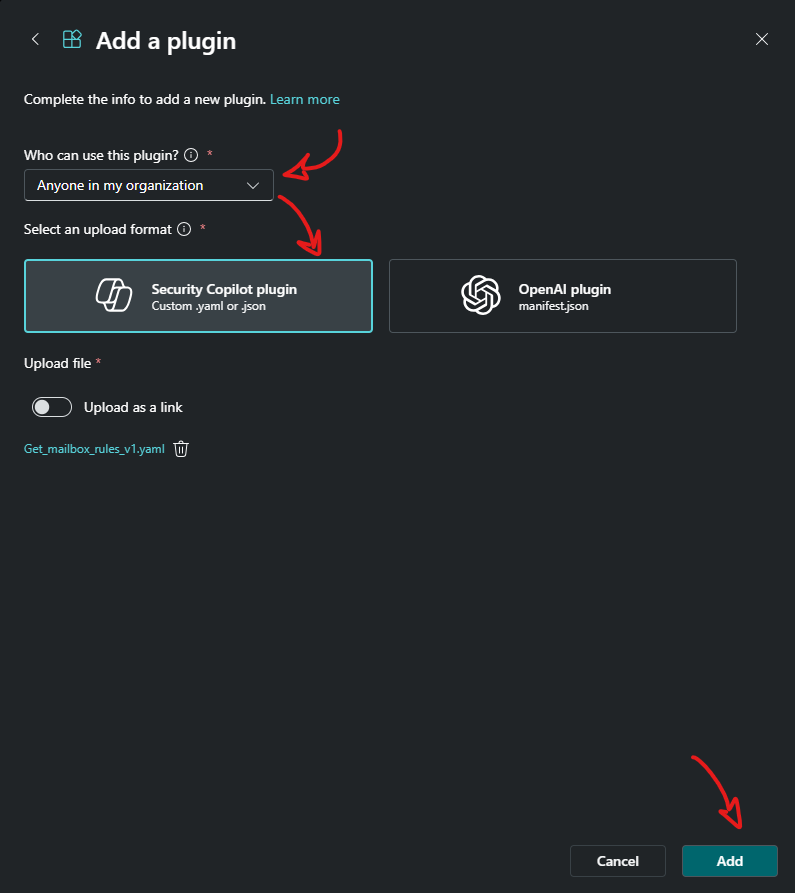 Add a plugin
Complete the info to add a new plugin. Learn more
Who can use this plugin? *
Anyone in my organization
Select an upload format *
Security Copilot plugin
Custom .yaml or .json
OpenAI plugin
manifest.json
Upload file *
Upload as a link
Get_mailbox_rules_v1.yaml
Cancel
Add